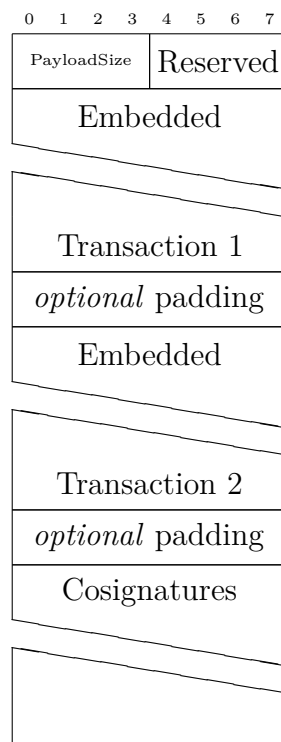 0 1 2 3 4 5 6 7
PayloadSize Reserved
Embedded
Transaction 1
optional padding
Embedded
Transaction 2
optional padding
Cosignatures